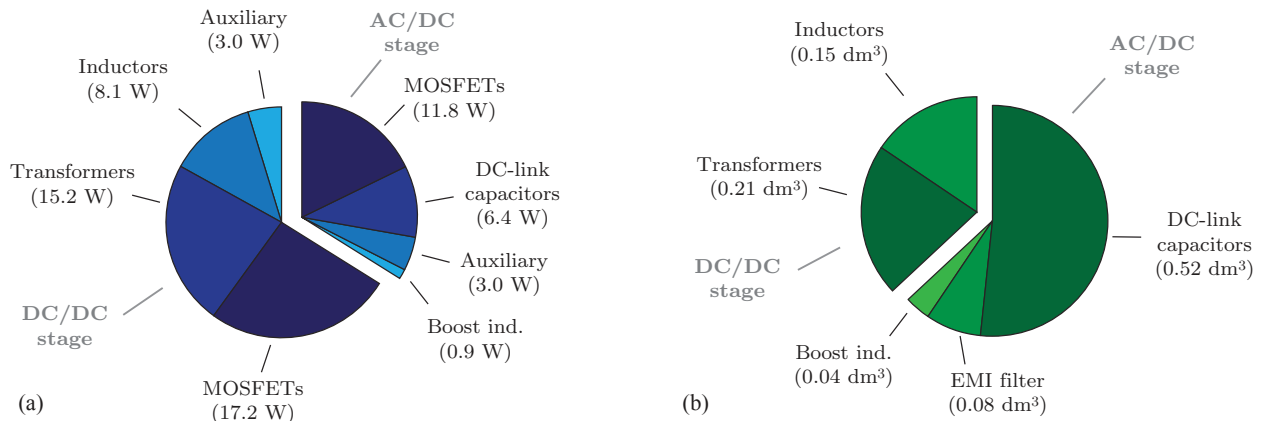 Auxiliary
(3.0 W)
AC/DC
stage
Inductors
(8.1 W)
MOSFETs
(11.8 W)
Transformers
(15.2 W)
DC-link
capacitors
(6.4 W)
Auxiliary
(3.0 W)
DC/DC
stage
Boost ind.
(0.9 W)
MOSFETs
(17.2 W)
(a)
Inductors
(0.15 dm³)
AC/DC
stage
Transformers
(0.21 dm³)
DC-link
capacitors
(0.52 dm³)
DC/DC
stage
Boost ind.
(0.04 dm³)
EMI filter
(0.08 dm³)
(b)